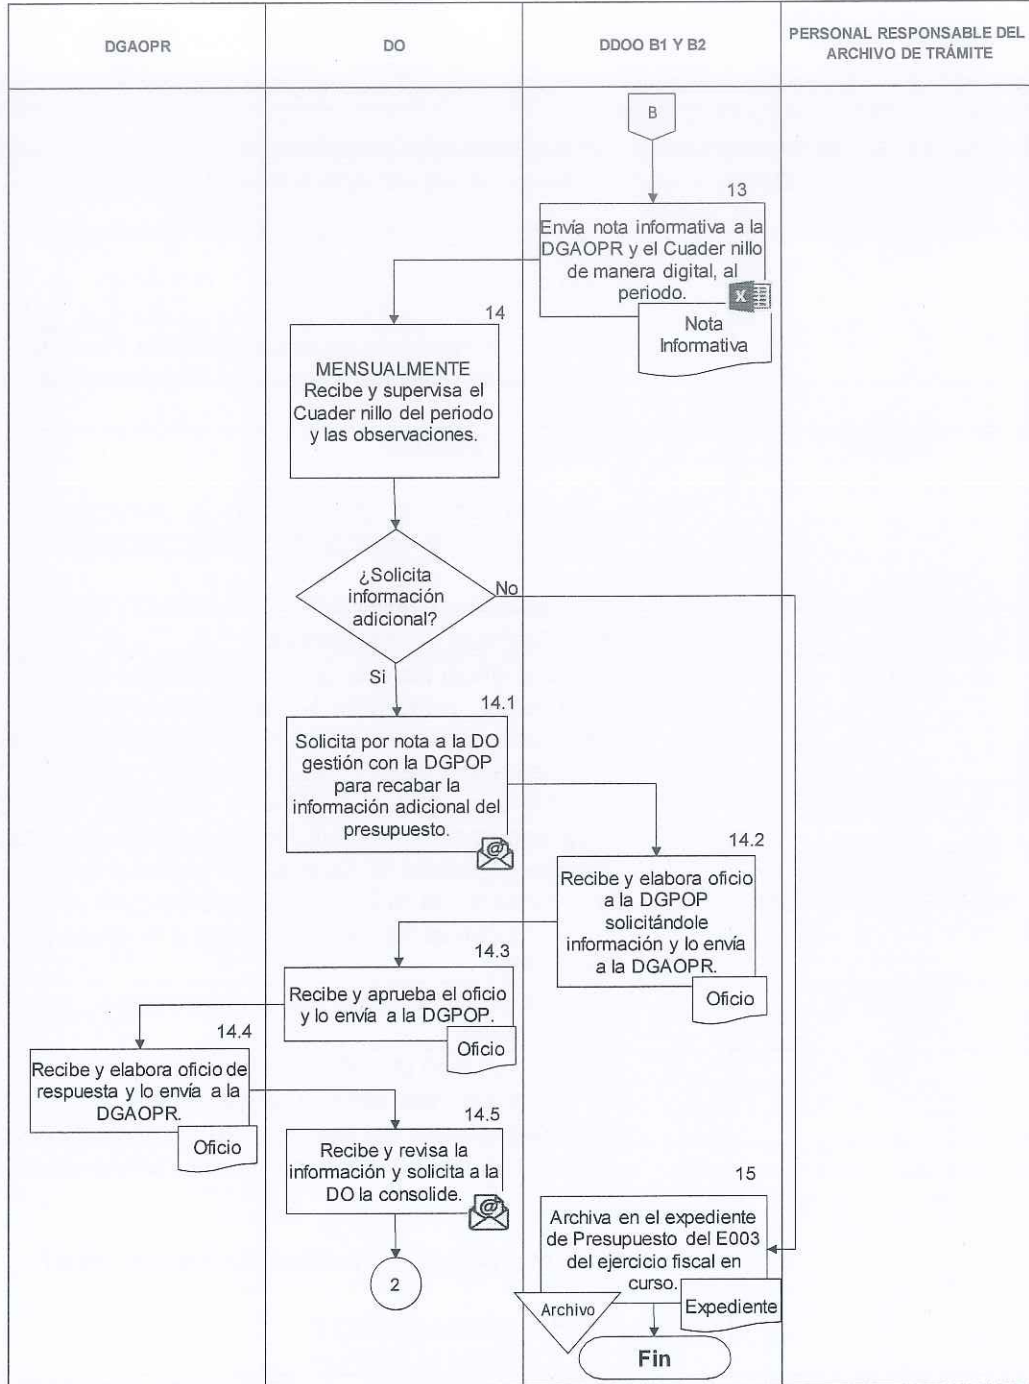 DGAOPR
DO
DDOO B1 Y B2
PERSONAL RESPONSABLE DEL
ARCHIVO DE TRÁMITE
B
13
Envía nota informativa a la
DGAOPR y el Cuader nillo
de manera digital, al
periodo.
X
Nota
Informativa
14
MENSUALMENTE
Recibe y supervisa el
Cuader nillo del periodo
y las observaciones.
¿Solicita
información
adicional?
No
Si
14.1
Solicita por nota a la DO
gestión con la DGPOP
para recabar la
información adicional del
presupuesto.
@
14.2
Recibe y elabora oficio
a la DGPOP
solicitándole
información y lo envía
a la DGAOPR.
Oficio
14.3
Recibe y aprueba el oficio
y lo envía a la DGPOP.
Oficio
14.4
Recibe y elabora oficio de
respuesta y lo envía a la
DGAOPR.
Oficio
14.5
Recibe y revisa la
información y solicita a la
DO la consolide.
@
2
15
Archiva en el expediente
de Presupuesto del E003
del ejercicio fiscal en
curso.
Archivo
Expediente
Fin